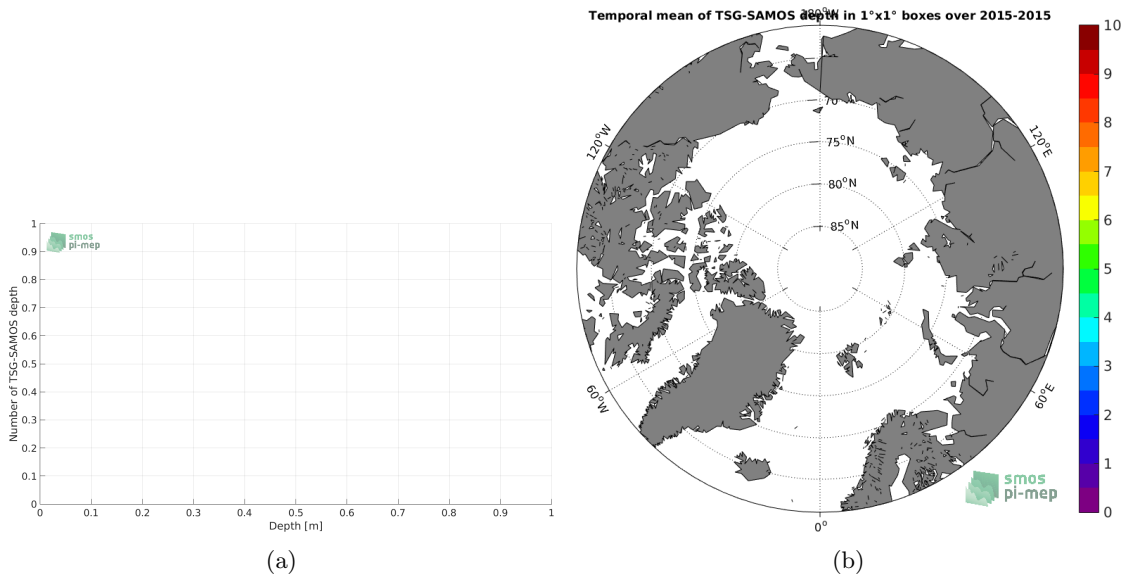 Temporal mean of TSG-SAMOS depth in 1°x1° boxes over 2015-2015
180°W
10
9
8
7
6
5
4
3
2
1
0
70
75°N
80°N
85°N
120°W
120°E
60°W
60°E
0°
smos
pi-mep
1
0.9
0.8
0.7
0.6
0.5
0.4
0.3
0.2
0.1
0
smos
pi-mep
Number of TSG-SAMOS depth
0 0.1 0.2 0.3 0.4 0.5 0.6 0.7 0.8 0.9 1
Depth [m]
(a)
(b)